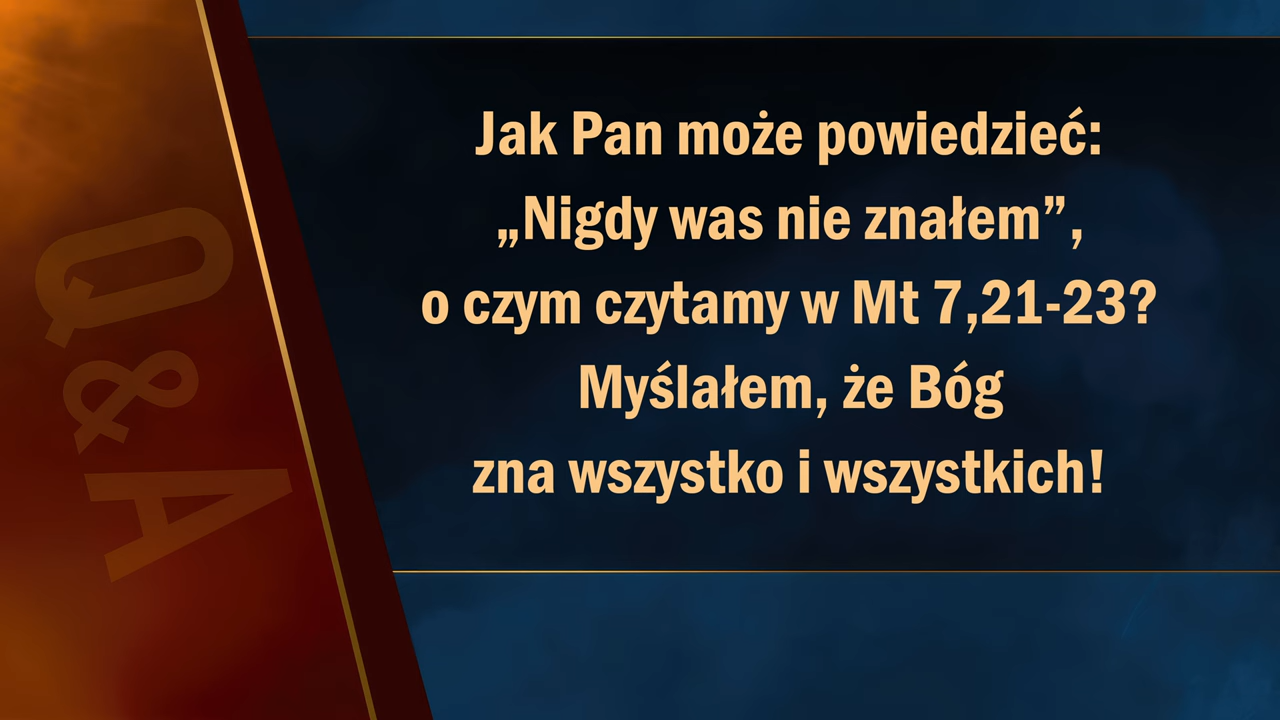 Q & A
Jak Pan może powiedzieć:
„Nigdy was nie znałem”,
o czym czytamy w Mt 7,21-23?
Myślałem, że Bóg
zna wszystko i wszystkich!